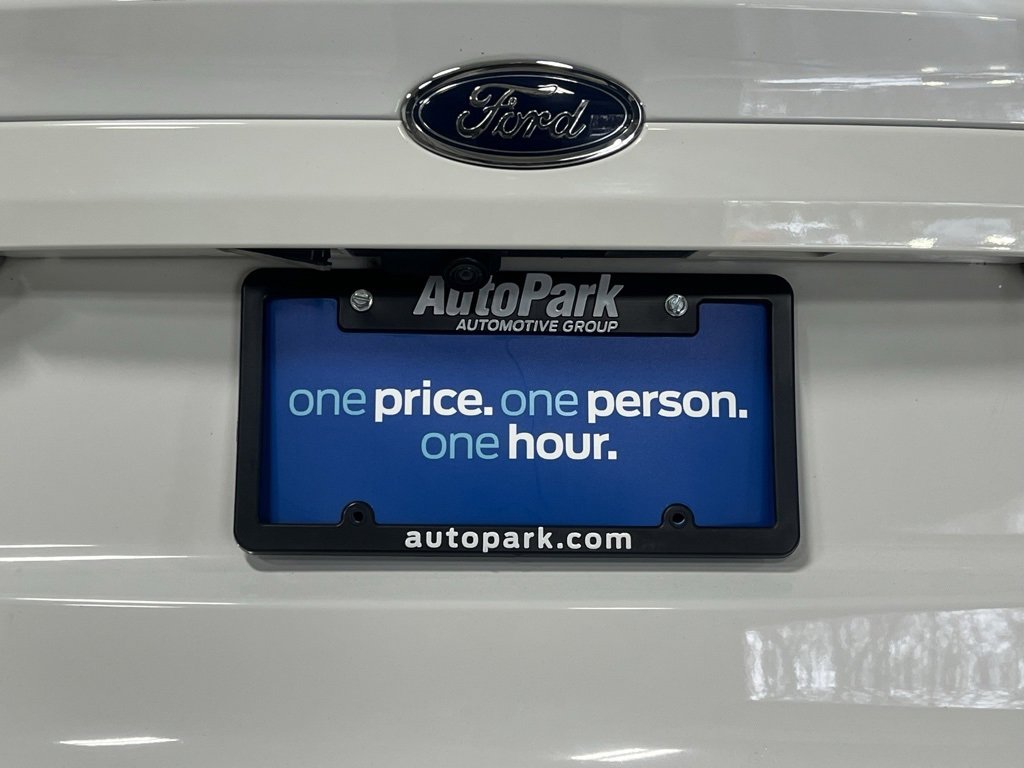 Ford
AutoPark
AUTOMOTIVE GROUP
one price. one person.
one hour.
autopark.com